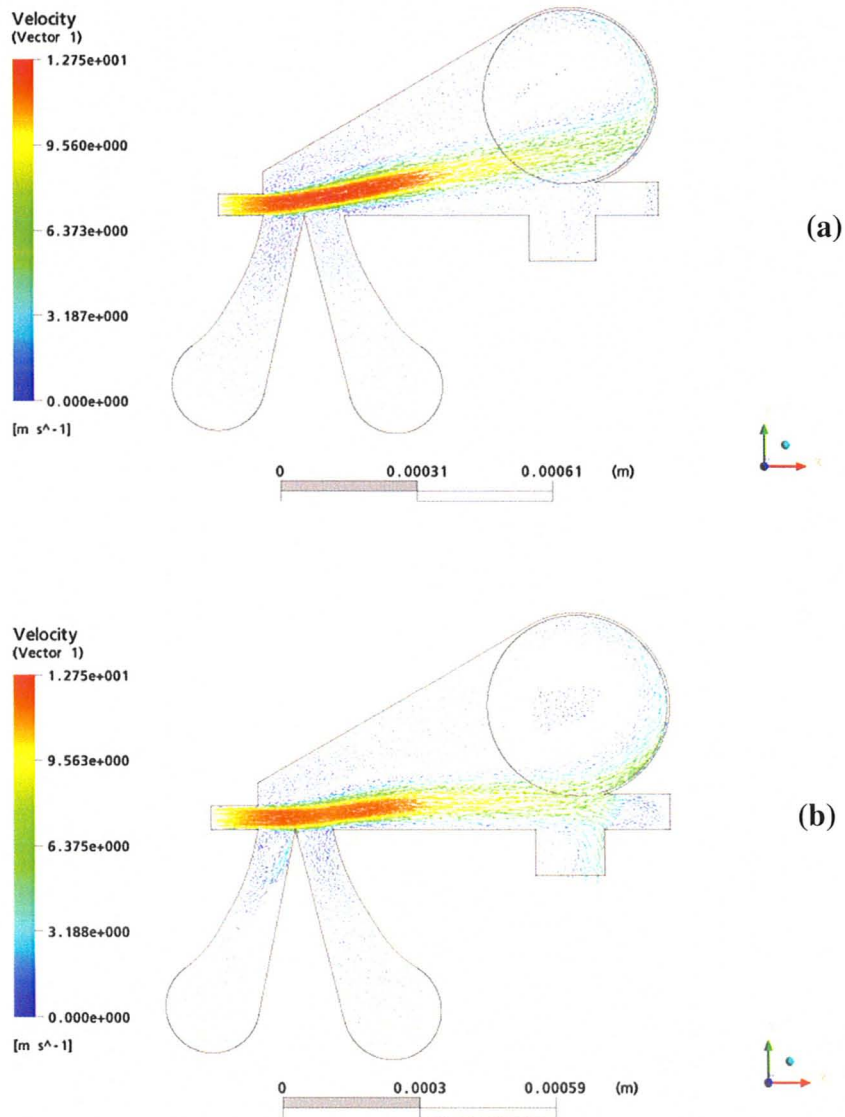 Velocity
(Vector 1)
1.275e+001
9.560e+000
6.373e+000
3.187e+000
0.000e+000
[m s^-1]
(a)
0 0.00031 0.00061 (m)
Velocity
(Vector 1)
1.275e+001
9.563e+000
6.375e+000
3.188e+000
0.000e+000
[m s^-1]
(b)
0 0.0003 0.00059 (m)